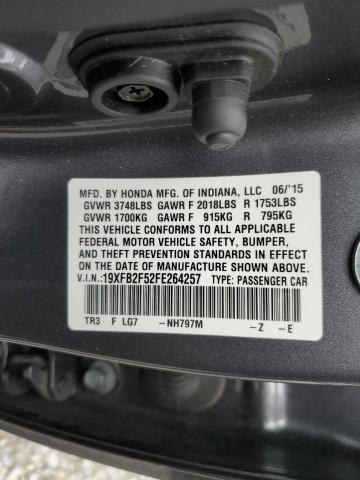 MFD. BY HONDA MFG. OF INDIANA, LLC 06/'15
GVWR 3748LBS GAWR F 2018LBS R 1753LBS
GVWR 1700KG GAWR F 915KG R 795KG
THIS VEHICLE CONFORMS TO ALL APPLICABLE
FEDERAL MOTOR VEHICLE SAFETY, BUMPER,
AND THEFT PREVENTION STANDARDS IN EFFECT
ON THE DATE OF MANUFACTURE SHOWN ABOVE.
V.I.N.:19XFB2F52FE264257 TYPE: PASSENGER CAR
TR3 F LG7 -NH797M -Z -E